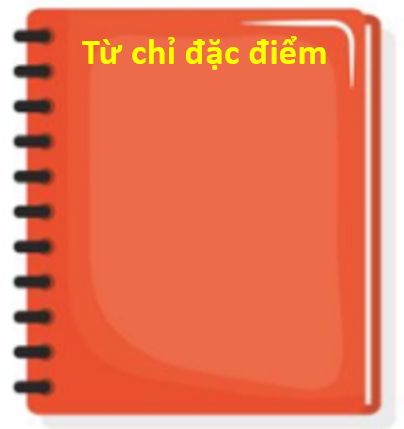 Từ chỉ đặc điểm